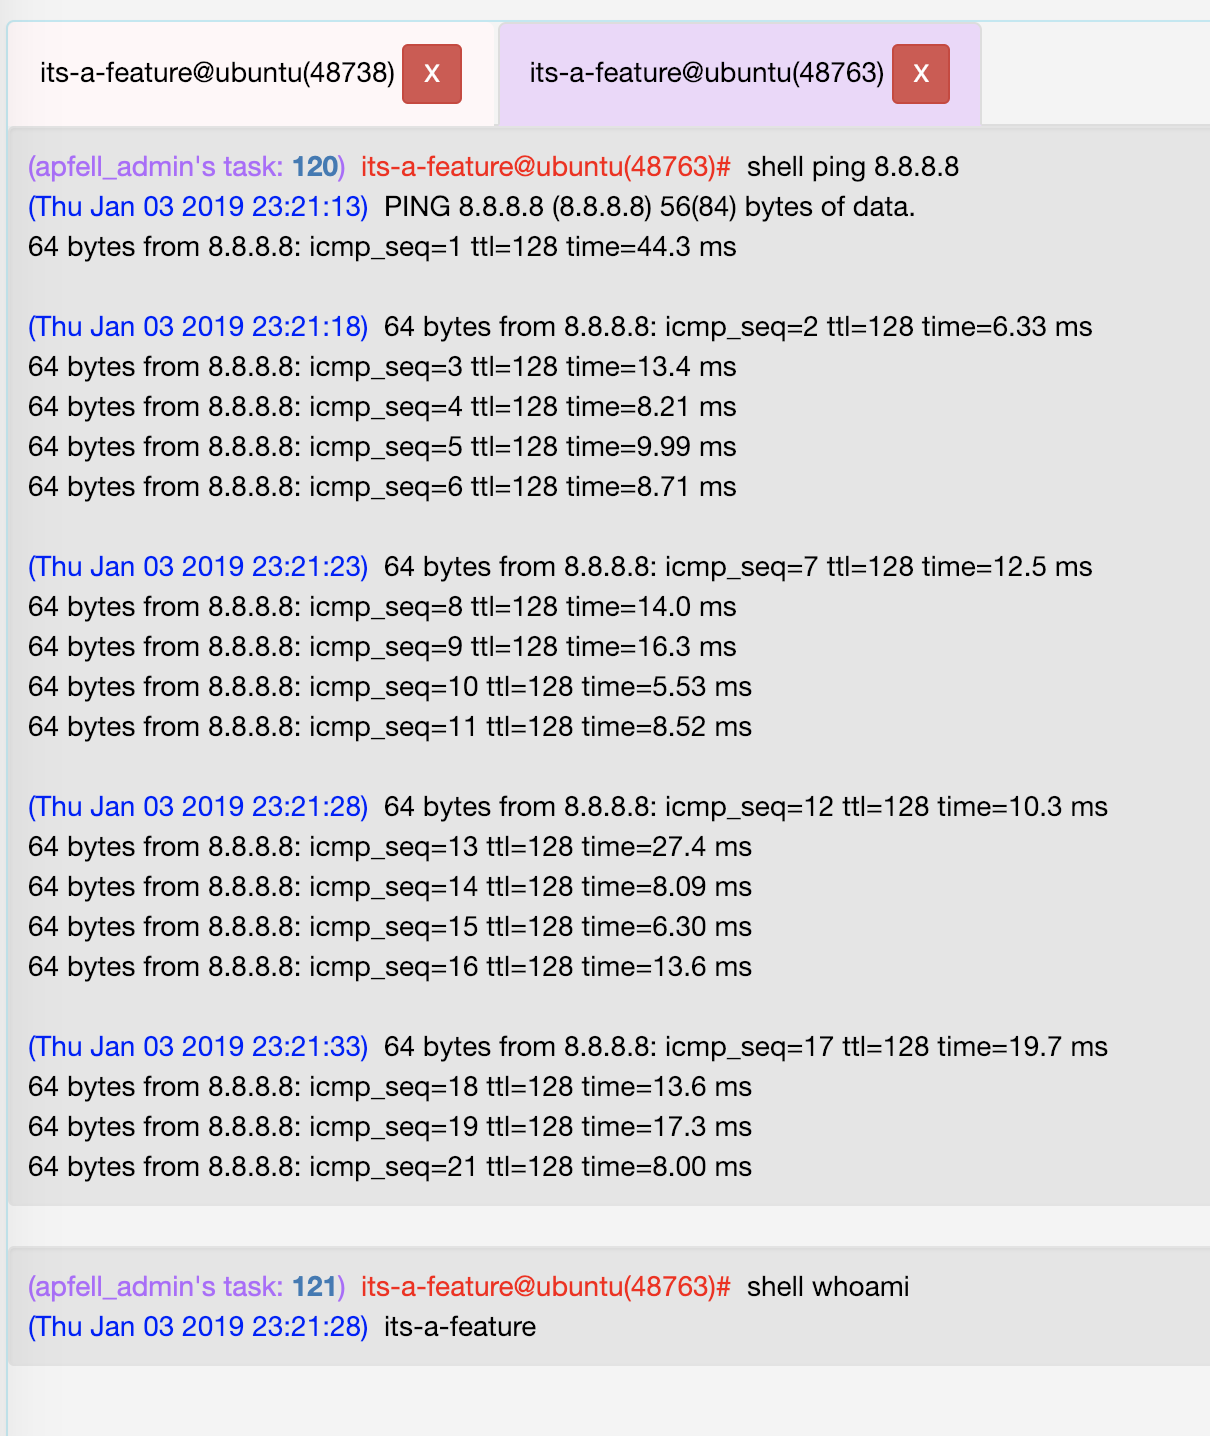 its-a-feature@ubuntu(48738) X its-a-feature@ubuntu(48763) X
(apfell_admin's task: 120) its-a-feature@ubuntu(48763)# shell ping 8.8.8.8
(Thu Jan 03 2019 23:21:13) PING 8.8.8.8 (8.8.8.8) 56(84) bytes of data.
64 bytes from 8.8.8.8: icmp_seq=1 ttl=128 time=44.3 ms
(Thu Jan 03 2019 23:21:18) 64 bytes from 8.8.8.8: icmp_seq=2 ttl=128 time=6.33 ms
64 bytes from 8.8.8.8: icmp_seq=3 ttl=128 time=13.4 ms
64 bytes from 8.8.8.8: icmp_seq=4 ttl=128 time=8.21 ms
64 bytes from 8.8.8.8: icmp_seq=5 ttl=128 time=9.99 ms
64 bytes from 8.8.8.8: icmp_seq=6 ttl=128 time=8.71 ms
(Thu Jan 03 2019 23:21:23) 64 bytes from 8.8.8.8: icmp_seq=7 ttl=128 time=12.5 ms
64 bytes from 8.8.8.8: icmp_seq=8 ttl=128 time=14.0 ms
64 bytes from 8.8.8.8: icmp_seq=9 ttl=128 time=16.3 ms
64 bytes from 8.8.8.8: icmp_seq=10 ttl=128 time=5.53 ms
64 bytes from 8.8.8.8: icmp_seq=11 ttl=128 time=8.52 ms
(Thu Jan 03 2019 23:21:28) 64 bytes from 8.8.8.8: icmp_seq=12 ttl=128 time=10.3 ms
64 bytes from 8.8.8.8: icmp_seq=13 ttl=128 time=27.4 ms
64 bytes from 8.8.8.8: icmp_seq=14 ttl=128 time=8.09 ms
64 bytes from 8.8.8.8: icmp_seq=15 ttl=128 time=6.30 ms
64 bytes from 8.8.8.8: icmp_seq=16 ttl=128 time=13.6 ms
(Thu Jan 03 2019 23:21:33) 64 bytes from 8.8.8.8: icmp_seq=17 ttl=128 time=19.7 ms
64 bytes from 8.8.8.8: icmp_seq=18 ttl=128 time=13.6 ms
64 bytes from 8.8.8.8: icmp_seq=19 ttl=128 time=17.3 ms
64 bytes from 8.8.8.8: icmp_seq=21 ttl=128 time=8.00 ms
(apfell_admin's task: 121) its-a-feature@ubuntu(48763)# shell whoami
(Thu Jan 03 2019 23:21:28) its-a-feature